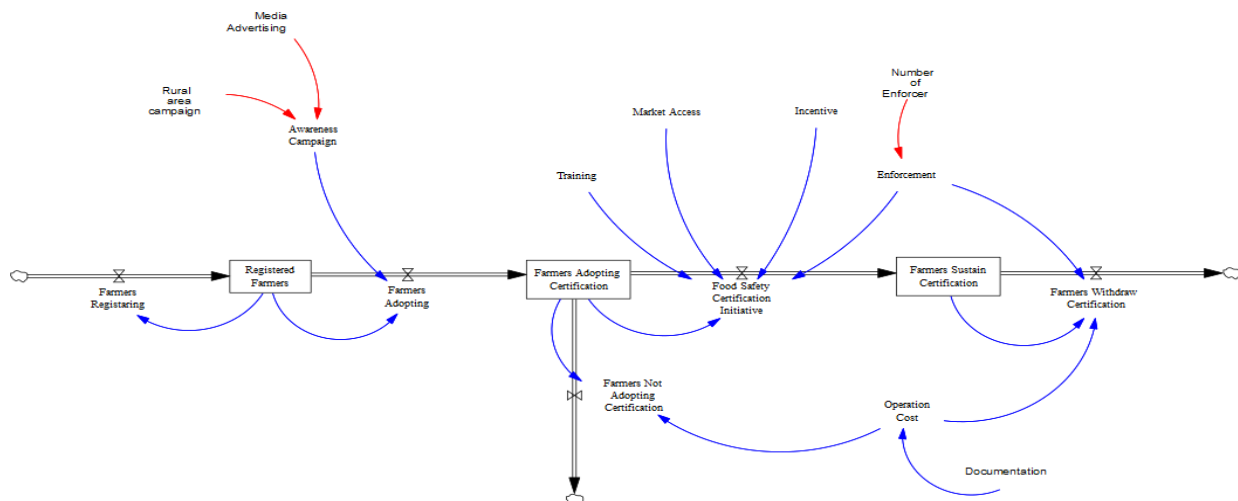 Media
Advertising
Rural
area
campaign
Awareness
Campaign
Number
of
Enforcer
Market Access
Incentive
Training
Enforcement
Registered
Farmers
Farmers Adopting
Certification
Farmers Sustain
Certification
Farmers
Registaring
Farmers
Adopting
Food Safety
Certification
Initiative
Farmers Withdraw
Certification
Farmers Not
Adopting
Certification
Operation
Cost
Documentation